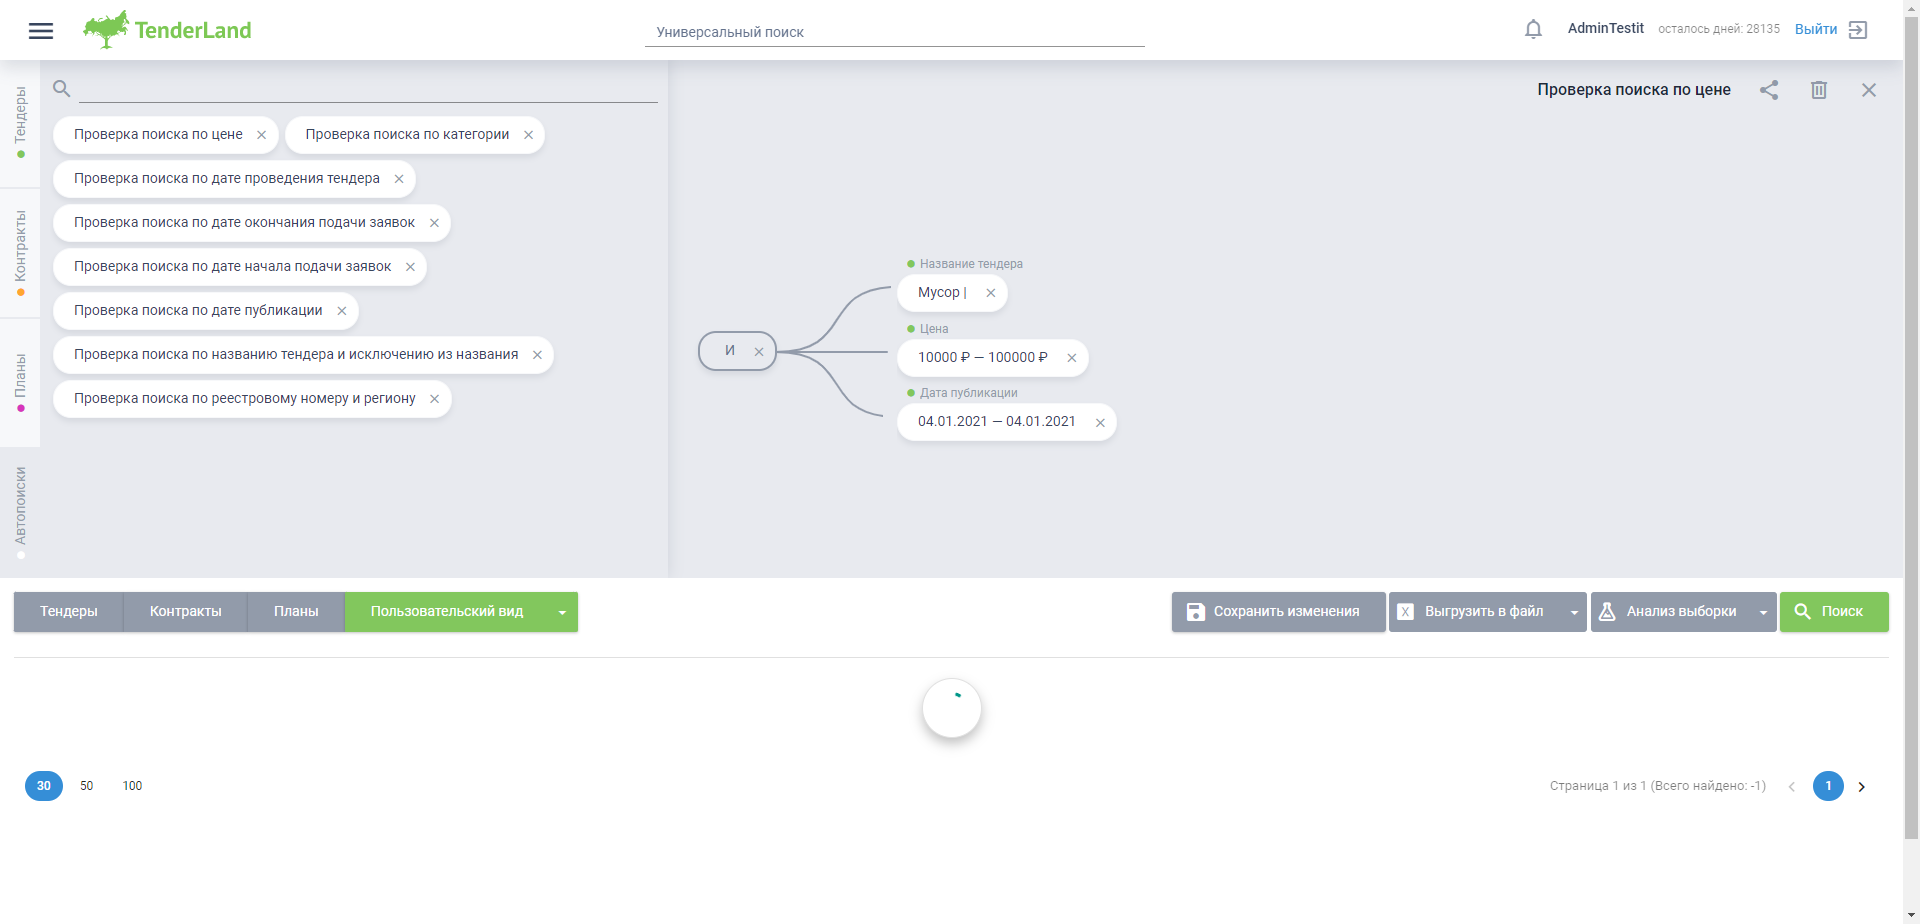 TenderLand
Универсальный поиск
AdminTestit
осталось дней: 28135
Выйти
Тендеры
Контракты
Планы
Автопоиски
Проверка поиска по цене
Проверка поиска по категории
Проверка поиска по дате проведения тендера
Проверка поиска по дате окончания подачи заявок
Проверка поиска по дате начала подачи заявок
Проверка поиска по дате публикации
Проверка поиска по названию тендера и исключению из названия
Проверка поиска по реестровому номеру и региону
Проверка поиска по цене
И
Название тендера
Мусор |
Цена
10000 ₽ — 100000 ₽
Дата публикации
04.01.2021 — 04.01.2021
Тендеры
Контракты
Планы
Пользовательский вид
Сохранить изменения
X Выгрузить в файл
Анализ выборки
Поиск
30 50 100
Страница 1 из 1 (Всего найдено: -1)
1